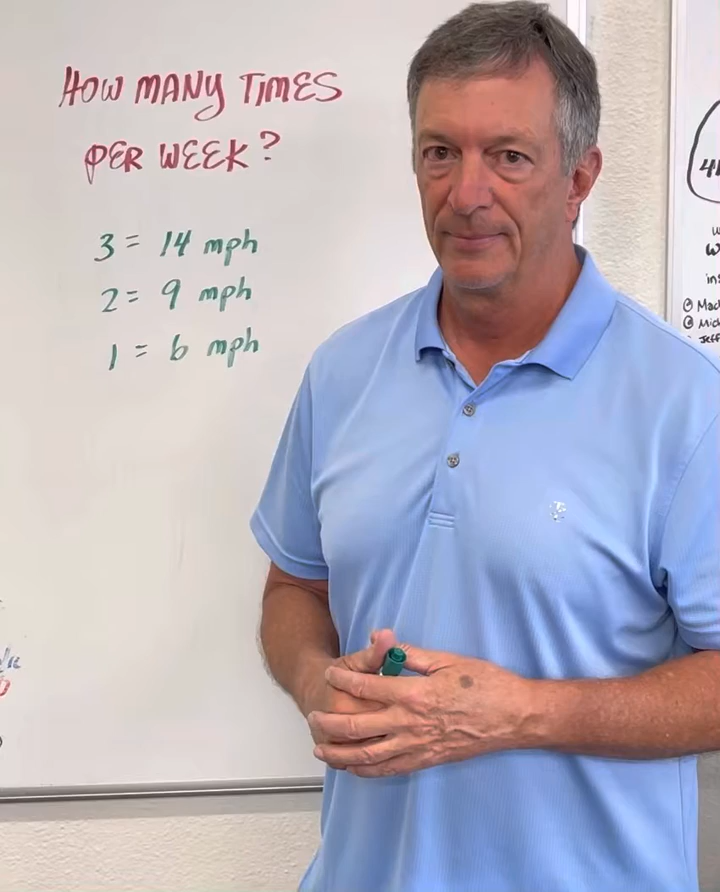 HOW MANY TIMES
PER WEEK?
3 = 14 mph
2 = 9 mph
1 = 6 mph